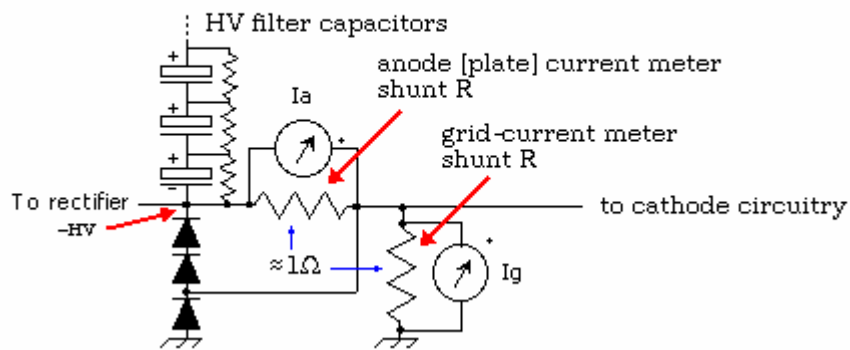 HV filter capacitors
anode [plate] current meter
shunt R
Ia
grid-current meter
shunt R
+
+
+
−
+
To rectifier
−HV
to cathode circuitry
≈1Ω
+
Ig